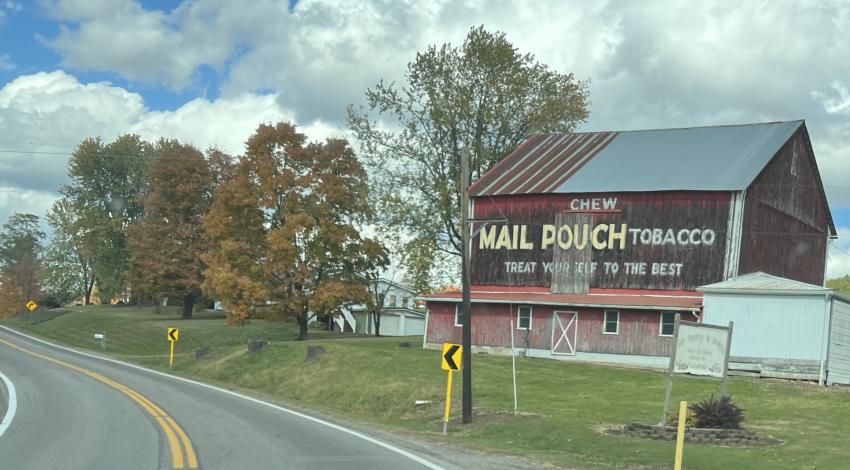 CHEW
MAIL POUCH TOBACCO
TREAT YOURSELF TO THE BEST